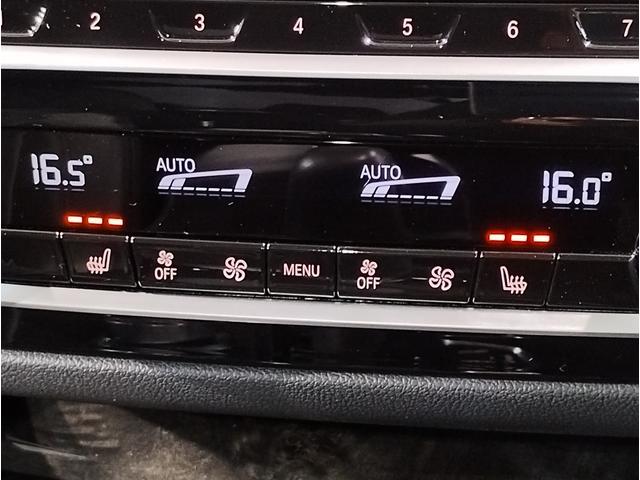 2 3 4 5 6 7
AUTO AUTO
16.5° 16.0°
OFF MENU OFF